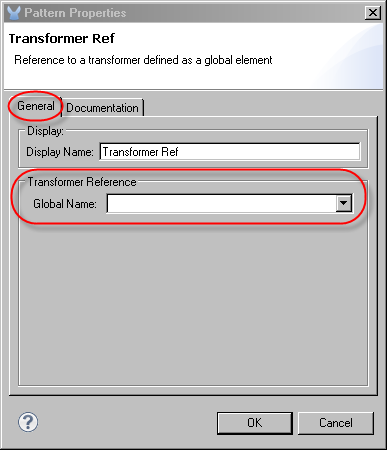 Pattern Properties
Transformer Ref
Reference to a transformer defined as a global element
General Documentation
Display:
Display Name: Transformer Ref
Transformer Reference
Global Name:
? OK Cancel